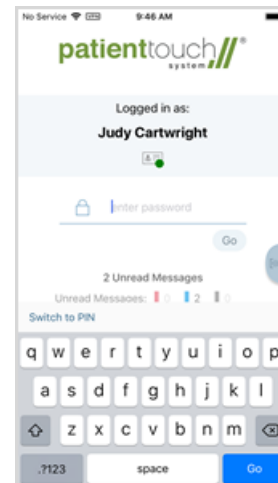 No Service VPN 9:46 AM
patienttouch®
system
Logged in as:
Judy Cartwright
enter password
Go
2 Unread Messages
Unread Messages: 0 2 0
Switch to PIN
q w e r t y u i o p
a s d f g h j k l
z x c v b n m
.?123 space Go